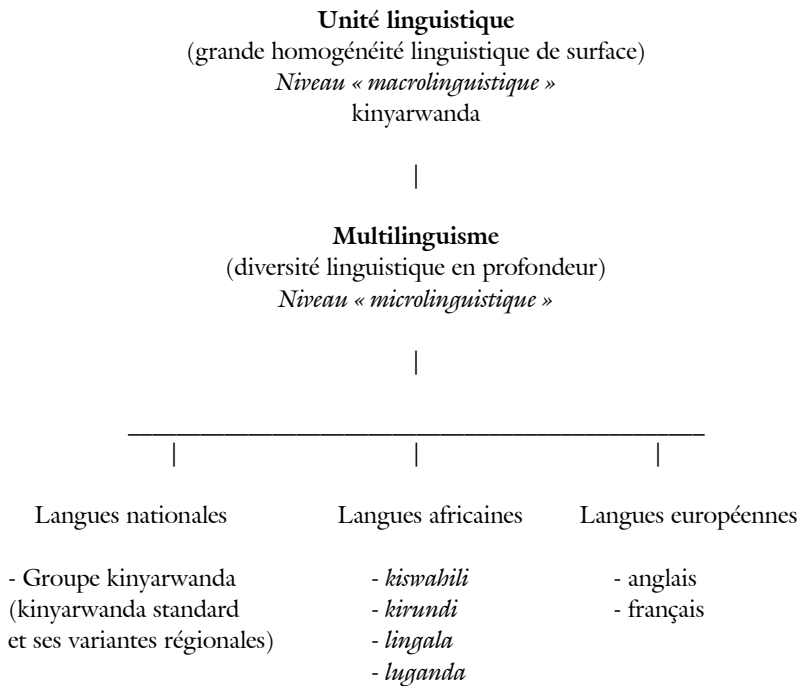 Unité linguistique
(grande homogénéité linguistique de surface)
Niveau « macrolinguistique »
kinyarwanda
Multilinguisme
(diversité linguistique en profondeur)
Niveau « microlinguistique »
Langues nationales
- Groupe kinyarwanda
(kinyarwanda standard
et ses variantes régionales)
Langues africaines
- kiswahili
- kirundi
- lingala
- luganda
Langues européennes
- anglais
- français